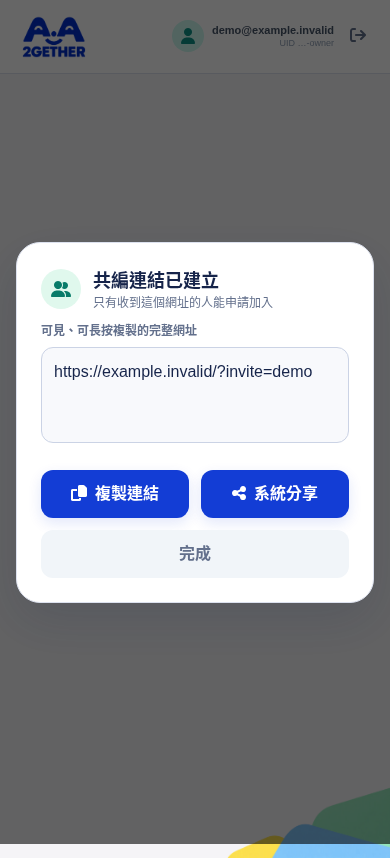 A.A
2GETHER
demo@example.invalid
UID …-owner
共編連結已建立
只有收到這個網址的人能申請加入
可見、可長按複製的完整網址
https://example.invalid/?invite=demo
複製連結
系統分享
完成